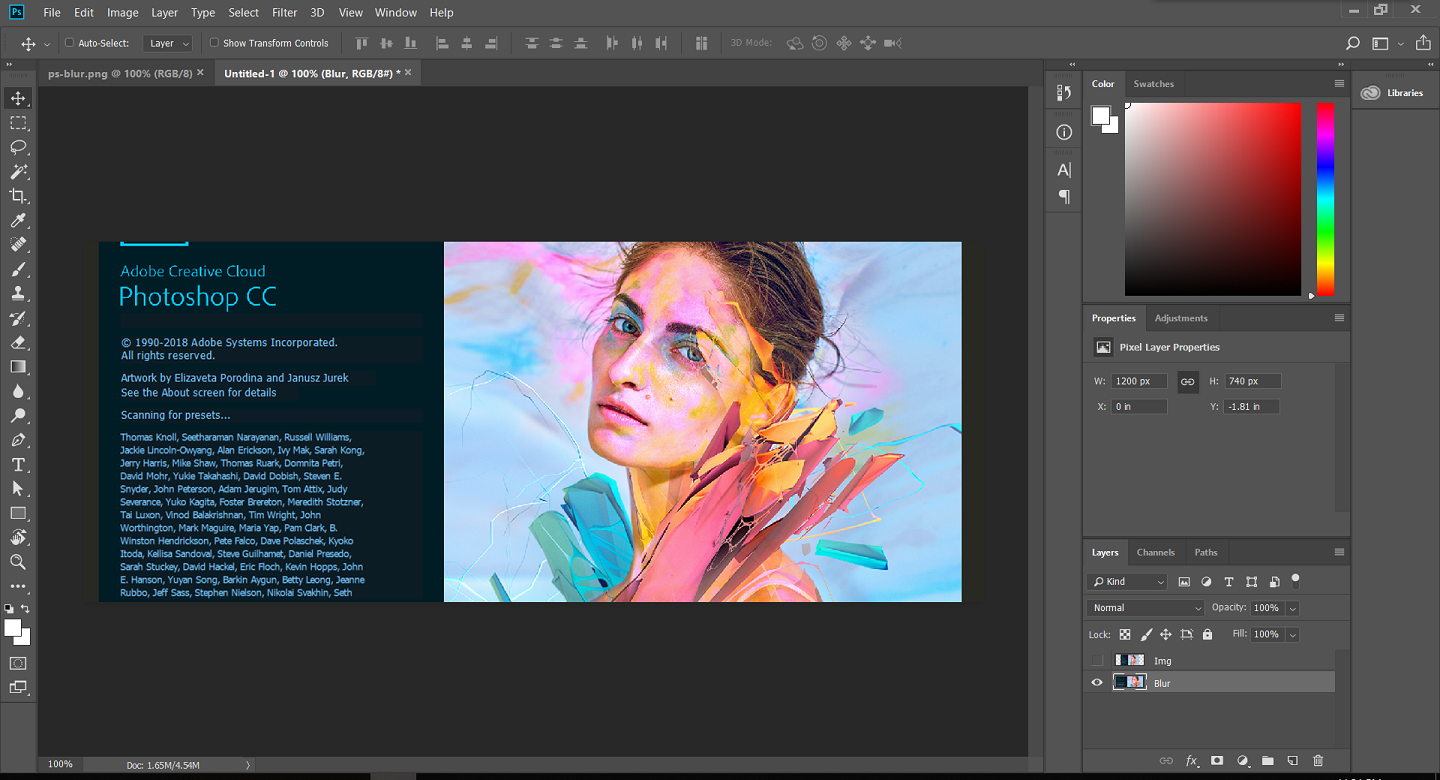 Ps File Edit Image Layer Type Select Filter 3D View Window Help
Auto-Select: Layer Show Transform Controls 3D Mode:
ps-blur.png @ 100% (RGB/8) Untitled-1 @ 100% (Blur, RGB/8#) *
Adobe Creative Cloud
Photoshop CC
© 1990-2018 Adobe Systems Incorporated.
All rights reserved.
Artwork by Elizaveta Porodina and Janusz Jurek
See the About screen for details
Scanning for presets...
Thomas Knoll, Seetharaman Narayanan, Russell Williams,
Jackie Lincoln-Owyang, Alan Erickson, Ivy Mak, Sarah Kong,
Jerry Harris, Mike Shaw, Thomas Ruark, Domnita Petri,
David Mohr, Yukie Takahashi, David Dobish, Steven E.
Snyder, John Peterson, Adam Jerugim, Tom Attix, Judy
Severance, Yuko Kagita, Foster Brereton, Meredith Stotzner,
Tai Luxon, Vinod Balakrishnan, Tim Wright, John
Worthington, Mark Maguire, Maria Yap, Pam Clark, B.
Winston Hendrickson, Pete Falco, Dave Polaschek, Kyoko
Itoda, Kellisa Sandoval, Steve Guilhamet, Daniel Presedo,
Sarah Stuckey, David Hackel, Eric Floch, Kevin Hopps, John
E. Hanson, Yuyan Song, Barkin Aygun, Betty Leong, Jeanne
Rubbo, Jeff Sass, Stephen Nielson, Nikolai Svakhin, Seth
100% Doc: 1.65M/4.54M
Color Swatches
Libraries
Properties Adjustments
Pixel Layer Properties
W: 1200 px H: 740 px
X: 0 in Y: -1.81 in
Layers Channels Paths
Kind
Normal Opacity: 100%
Lock: Fill: 100%
Img
Blur